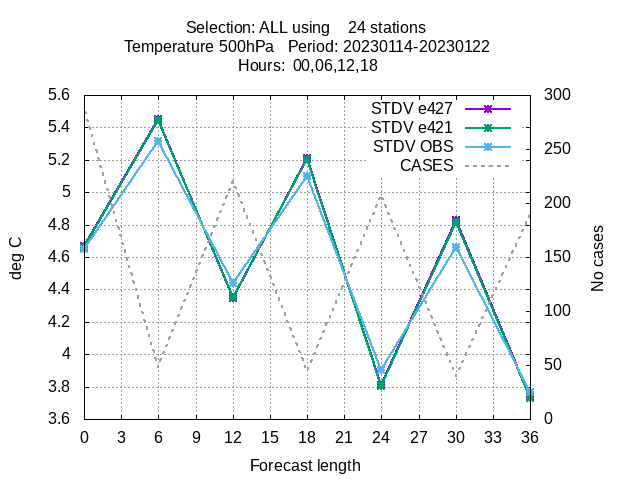 Selection: ALL using    24 stations
Temperature 500hPa   Period: 20230114-20230122
Hours:  00,06,12,18
STDV e427
STDV e421
STDV OBS
CASES
5.6
5.4
5.2
5
4.8
4.6
4.4
4.2
4
3.8
3.6
deg C
300
250
200
150
100
50
0
No cases
0 3 6 9 12 15 18 21 24 27 30 33 36
Forecast length